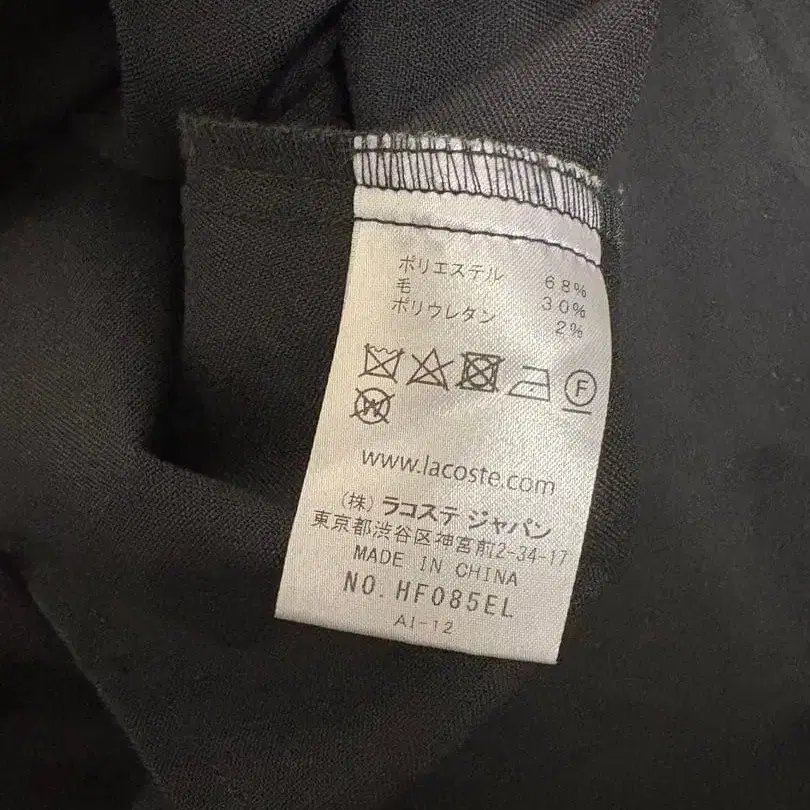 ポリエステル 68%
毛 30%
ポリウレタン 2%
F
W
www.lacoste.com
(株) ラコステ ジャパン
東京都渋谷区神宮前2-34-17
MADE IN CHINA
NO. HF085EL
AI-12